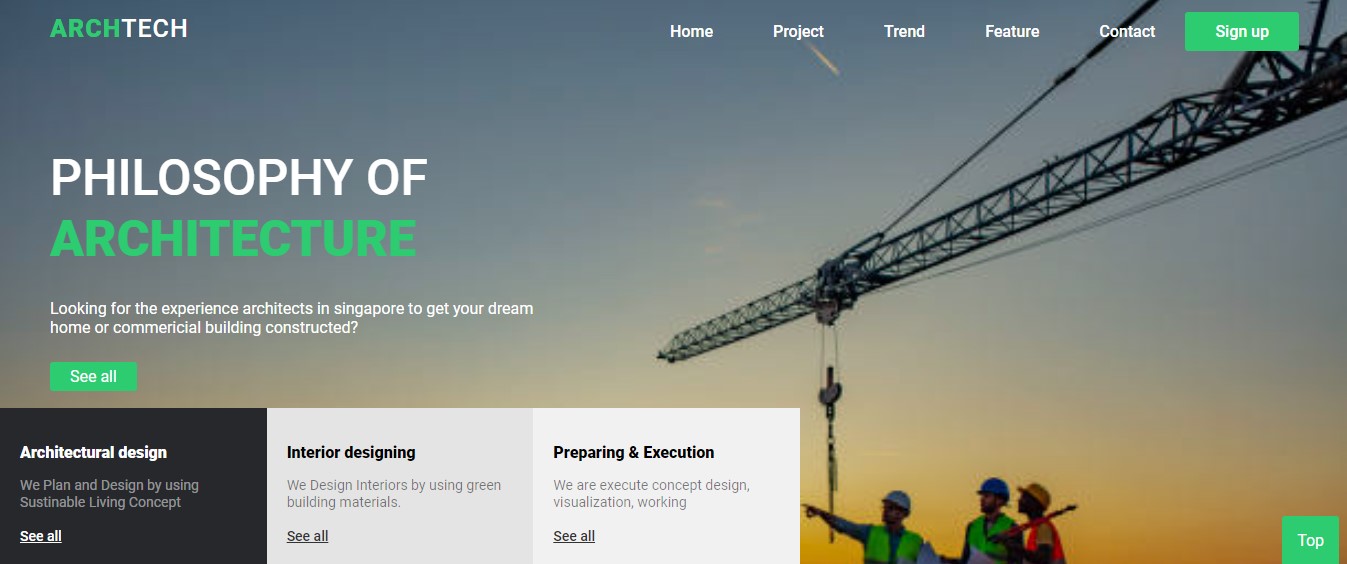 ARCHTECH
Home Project Trend Feature Contact Sign up
PHILOSOPHY OF
ARCHITECTURE
Looking for the experience architects in singapore to get your dream
home or commericial building constructed?
See all
Architectural design
We Plan and Design by using
Sustinable Living Concept
See all
Interior designing
We Design Interiors by using green
building materials.
See all
Preparing & Execution
We are execute concept design,
visualization, working
See all
Top